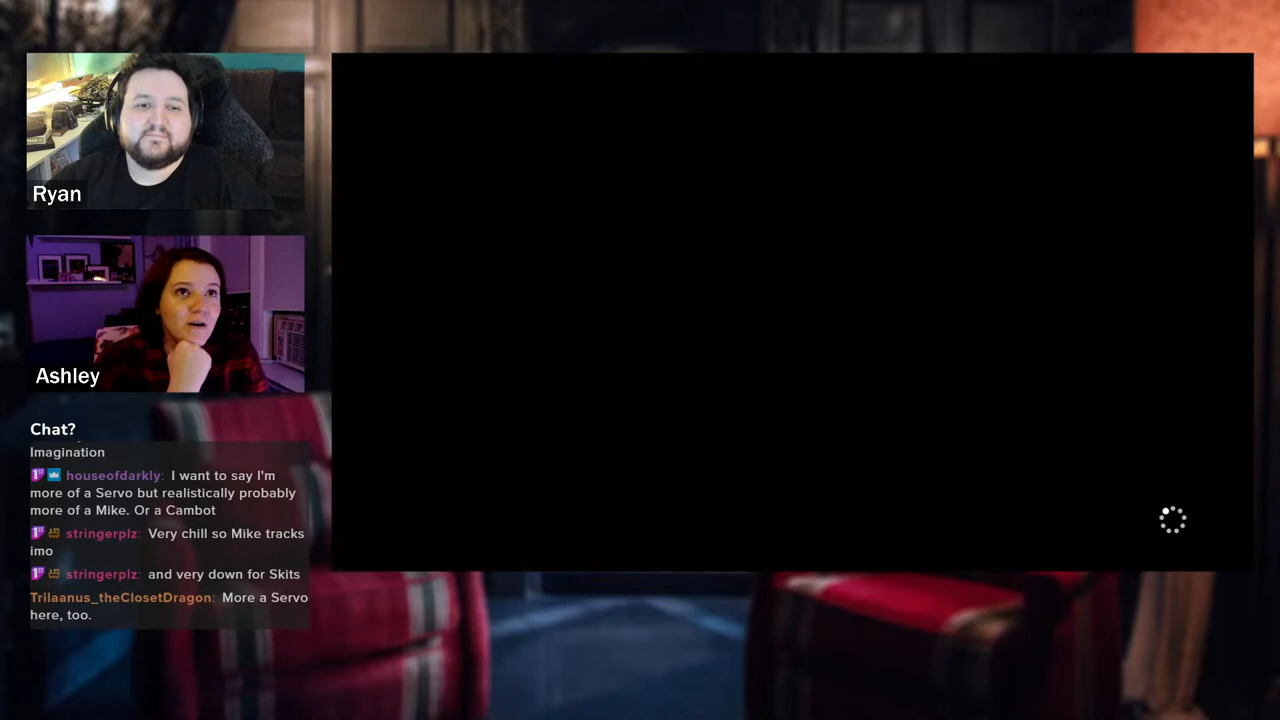 Ryan
Ashley
Chat?
Imagination
houseofdarkly: I want to say I'm
more of a Servo but realistically probably
more of a Mike. Or a Cambot
stringerplz: Very chill so Mike tracks
imo
stringerplz: and very down for Skits
Trilaanus_theClosetDragon: More a Servo
here, too.